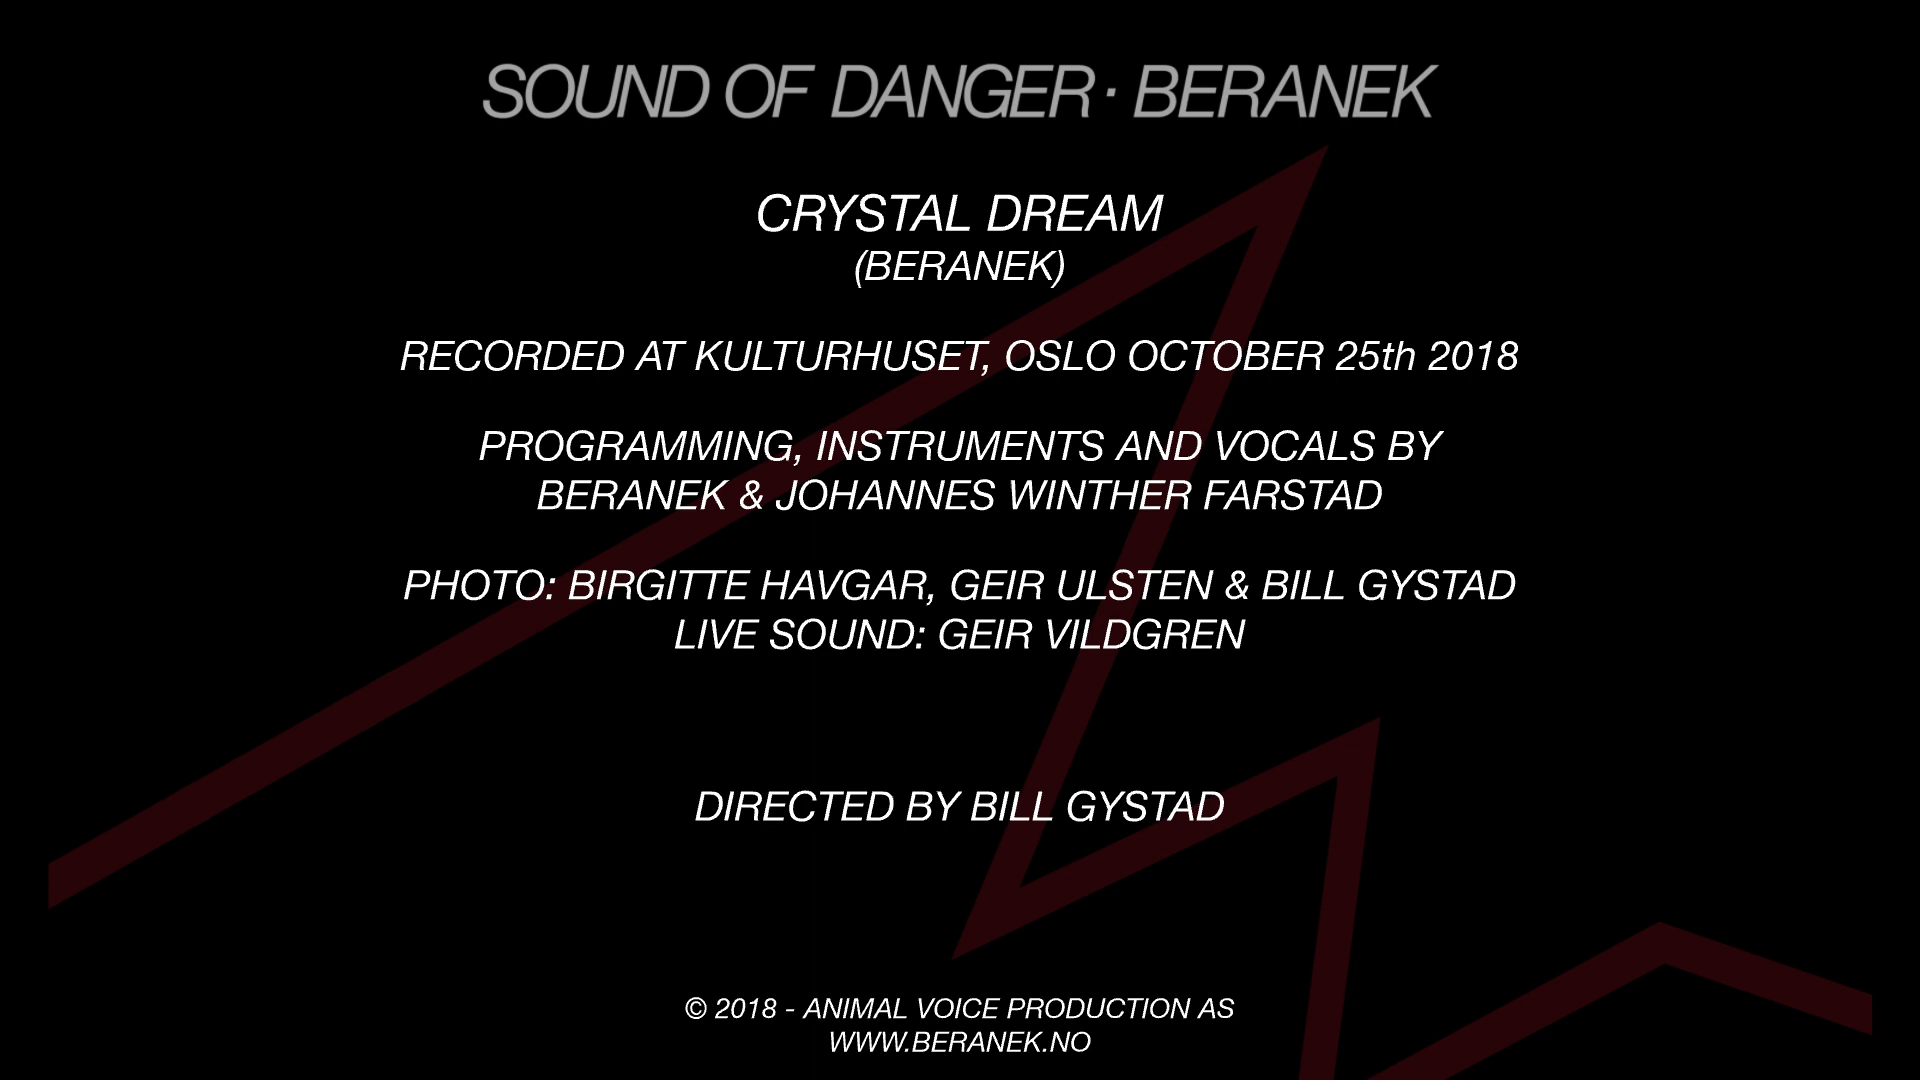 SOUND OF DANGER · BERANEK
CRYSTAL DREAM
(BERANEK)
RECORDED AT KULTURHUSET, OSLO OCTOBER 25th 2018
PROGRAMMING, INSTRUMENTS AND VOCALS BY
BERANEK & JOHANNES WINTHER FARSTAD
PHOTO: BIRGITTE HAVGAR, GEIR ULSTEN & BILL GYSTAD
LIVE SOUND: GEIR VILDGREN
DIRECTED BY BILL GYSTAD
© 2018 - ANIMAL VOICE PRODUCTION AS
WWW.BERANEK.NO